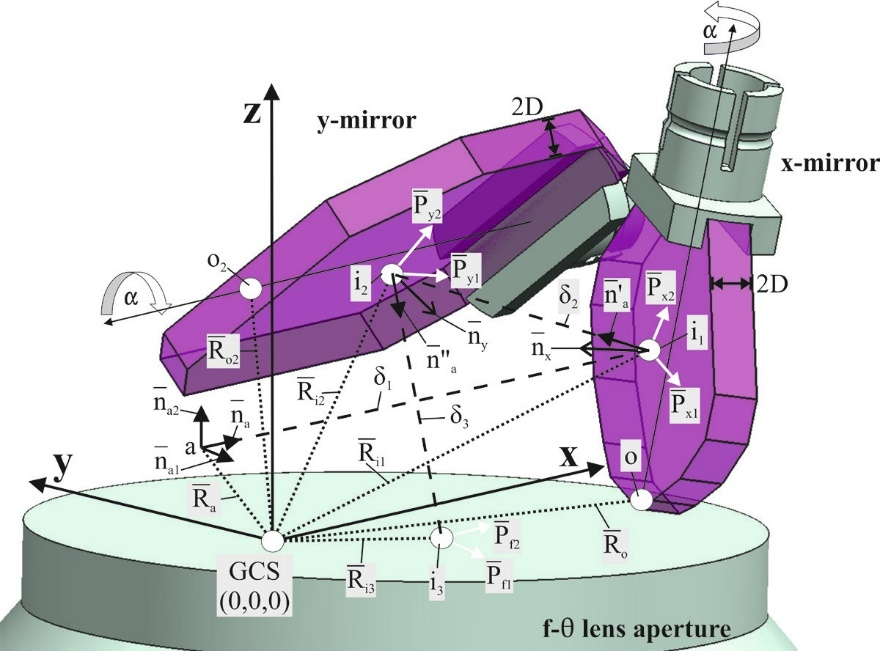 α
z
y-mirror
2D
x-mirror
P̅y2
o2
i2
P̅y1
α
2D
δ2
n̅'a
P̅x2
n̅y
n̅x
i1
R̅o2
n̅''a
R̅i2
δ1
P̅x1
n̅a2
n̅a
δ3
a
n̅a1
R̅i1
o
y
x
R̅a
R̅o
P̅f2
GCS
(0,0,0)
R̅i3
i3
P̅f1
f-θ lens aperture